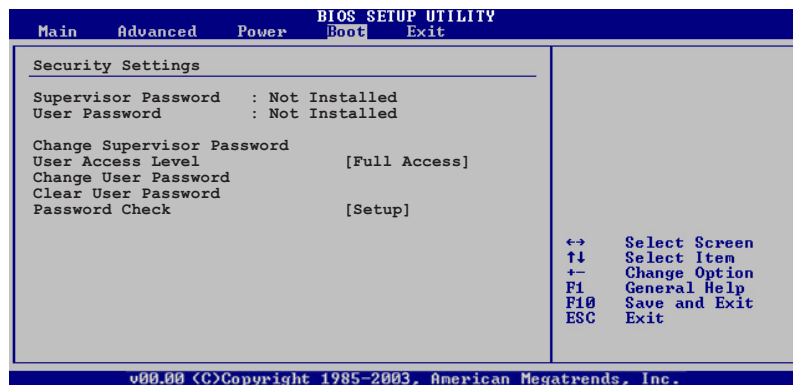 BIOS SETUP UTILITY
Main Advanced Power Boot Exit
Security Settings
Supervisor Password : Not Installed
User Password : Not Installed
Change Supervisor Password
User Access Level [Full Access]
Change User Password
Clear User Password
Password Check [Setup]
←→ Select Screen
↑↓ Select Item
+- Change Option
F1 General Help
F10 Save and Exit
ESC Exit
v00.00 (C)Copyright 1985-2003, American Megatrends, Inc.